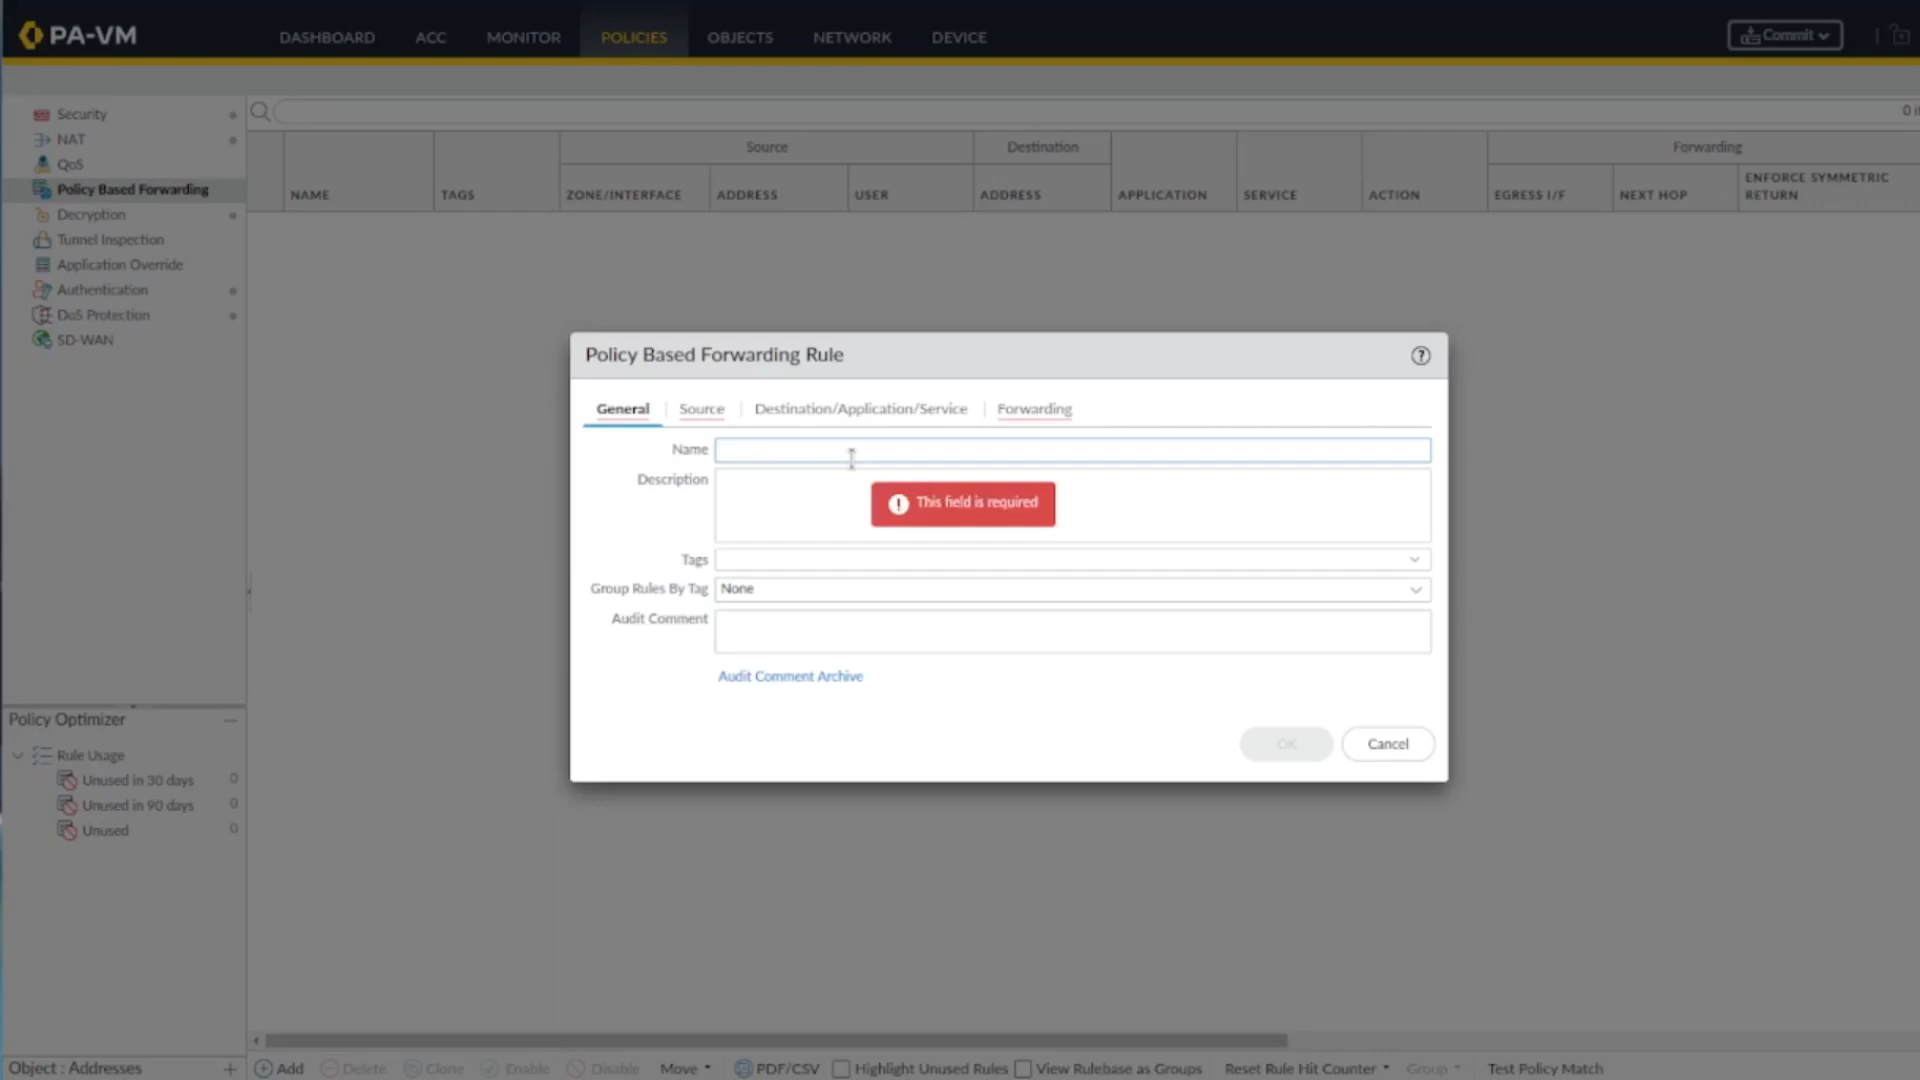 PA-VM
DASHBOARD ACC MONITOR POLICIES OBJECTS NETWORK DEVICE
Commit
Security
NAT
QoS
Policy Based Forwarding
Decryption
Tunnel Inspection
Application Override
Authentication
DoS Protection
SD-WAN
Source Destination Forwarding
NAME TAGS ZONE/INTERFACE ADDRESS USER ADDRESS APPLICATION SERVICE ACTION EGRESS I/F NEXT HOP ENFORCE SYMMETRIC
RETURN
Policy Based Forwarding Rule
General Source Destination/Application/Service Forwarding
Name
Description
This field is required
Tags
Group Rules By Tag None
Audit Comment
Audit Comment Archive
OK Cancel
Policy Optimizer
Rule Usage
Unused in 30 days 0
Unused in 90 days 0
Unused 0
Object : Addresses +
Add Delete Clone Enable Disable Move PDF/CSV Highlight Unused Rules View Rulebase as Groups Reset Rule Hit Counter Group Test Policy Match